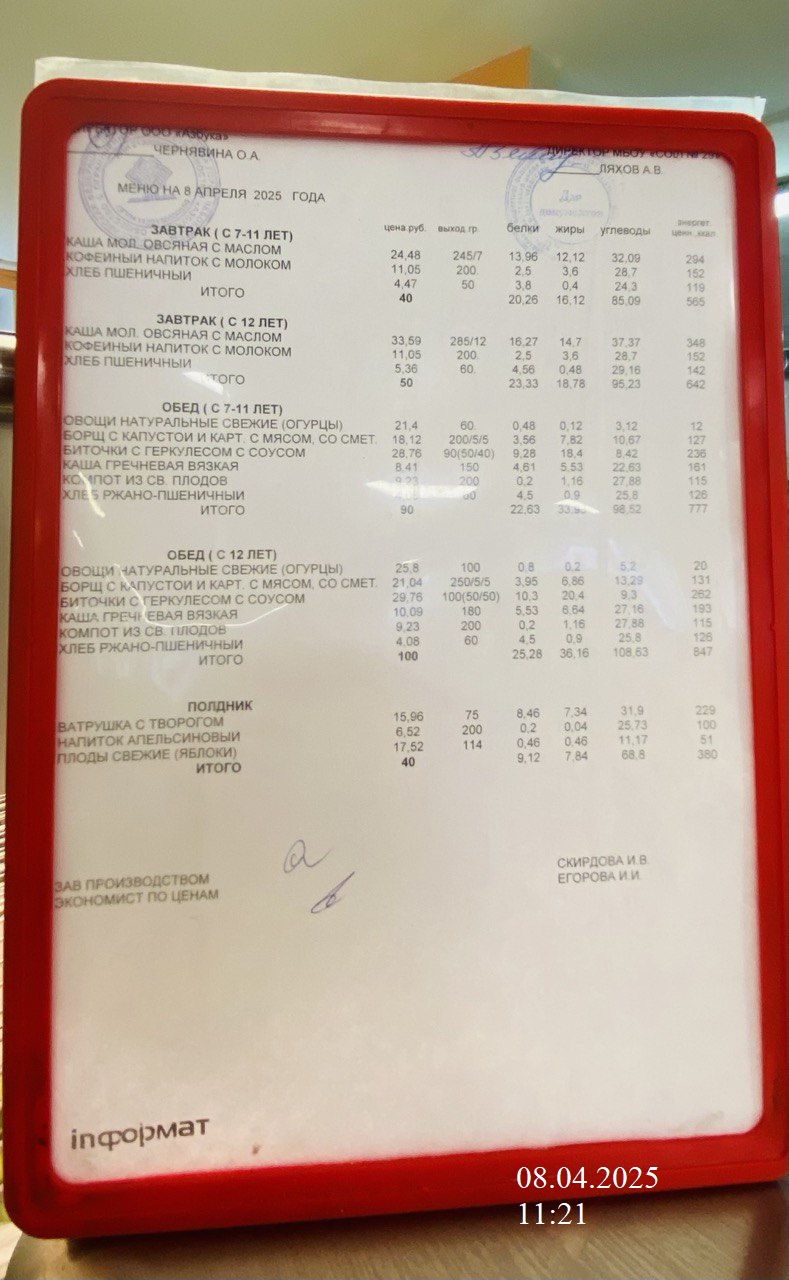 ООО «Азбука»
ДИРЕКТОР МБОУ «СОШ №
ЧЕРНЯВИНА О.А.
ЛЯХОВ А.В.
МЕНЮ НА 8 АПРЕЛЯ 2025 ГОДА
ЗАВТРАК ( С 7-11 ЛЕТ) цена руб. выход гр. белки жиры углеводы энергет. ценн.,ккал
КАША МОЛ. ОВСЯНАЯ С МАСЛОМ 24,48 245/7 13,96 12,12 32,09 294
КОФЕЙНЫЙ НАПИТОК С МОЛОКОМ 11,05 200. 2,5 3,6 28,7 152
ХЛЕБ ПШЕНИЧНЫЙ 4,47 50 3,8 0,4 24,3 119
ИТОГО 40 20,26 16,12 85,09 565
ЗАВТРАК ( С 12 ЛЕТ)
КАША МОЛ. ОВСЯНАЯ С МАСЛОМ 33,59 285/12 16,27 14,7 37,37 348
КОФЕЙНЫЙ НАПИТОК С МОЛОКОМ 11,05 200. 2,5 3,6 28,7 152
ХЛЕБ ПШЕНИЧНЫЙ 5,36 60. 4,56 0,48 29,16 142
ИТОГО 50 23,33 18,78 95,23 642
ОБЕД ( С 7-11 ЛЕТ)
ОВОЩИ НАТУРАЛЬНЫЕ СВЕЖИЕ (ОГУРЦЫ) 21,4 60. 0,48 0,12 3,12 12
БОРЩ С КАПУСТОЙ И КАРТ. С МЯСОМ, СО СМЕТ. 18,12 200/5/5 3,56 7,82 10,67 127
БИТОЧКИ С ГЕРКУЛЕСОМ С СОУСОМ 28,76 90(50/40) 9,28 18,4 8,42 236
КАША ГРЕЧНЕВАЯ ВЯЗКАЯ 8,41 150 4,61 5,53 22,63 161
КОМПОТ ИЗ СВ. ПЛОДОВ 9,23 200 0,2 1,16 27,88 115
ХЛЕБ РЖАНО-ПШЕНИЧНЫЙ 4,5 0,9 25,8 126
ИТОГО 90 22,63 98,52 777
ОБЕД ( С 12 ЛЕТ)
ОВОЩИ НАТУРАЛЬНЫЕ СВЕЖИЕ (ОГУРЦЫ) 25,8 100 0,8 0,2 5,2 20
БОРЩ С КАПУСТОЙ И КАРТ. С МЯСОМ, СО СМЕТ. 21,04 250/5/5 3,95 6,86 13,29 131
БИТОЧКИ С ГЕРКУЛЕСОМ С СОУСОМ 29,76 100(50/50) 10,3 20,4 9,3 262
КАША ГРЕЧНЕВАЯ ВЯЗКАЯ 10,09 180 5,53 6,64 27,16 193
КОМПОТ ИЗ СВ. ПЛОДОВ 9,23 200 0,2 1,16 27,88 115
ХЛЕБ РЖАНО-ПШЕНИЧНЫЙ 4,08 60 4,5 0,9 25,8 126
ИТОГО 100 25,28 36,16 108,63 847
ПОЛДНИК
ВАТРУШКА С ТВОРОГОМ 15,96 75 8,46 7,34 31,9 229
НАПИТОК АПЕЛЬСИНОВЫЙ 6,52 200 0,2 0,04 25,73 100
ПЛОДЫ СВЕЖИЕ (ЯБЛОКИ) 17,52 114 0,46 0,46 11,17 51
ИТОГО 40 9,12 7,84 68,8 380
ЗАВ ПРОИЗВОДСТВОМ СКИРДОВА И.В.
ЭКОНОМИСТ ПО ЦЕНАМ ЕГОРОВА И.И.
inформат
08.04.2025
11:21